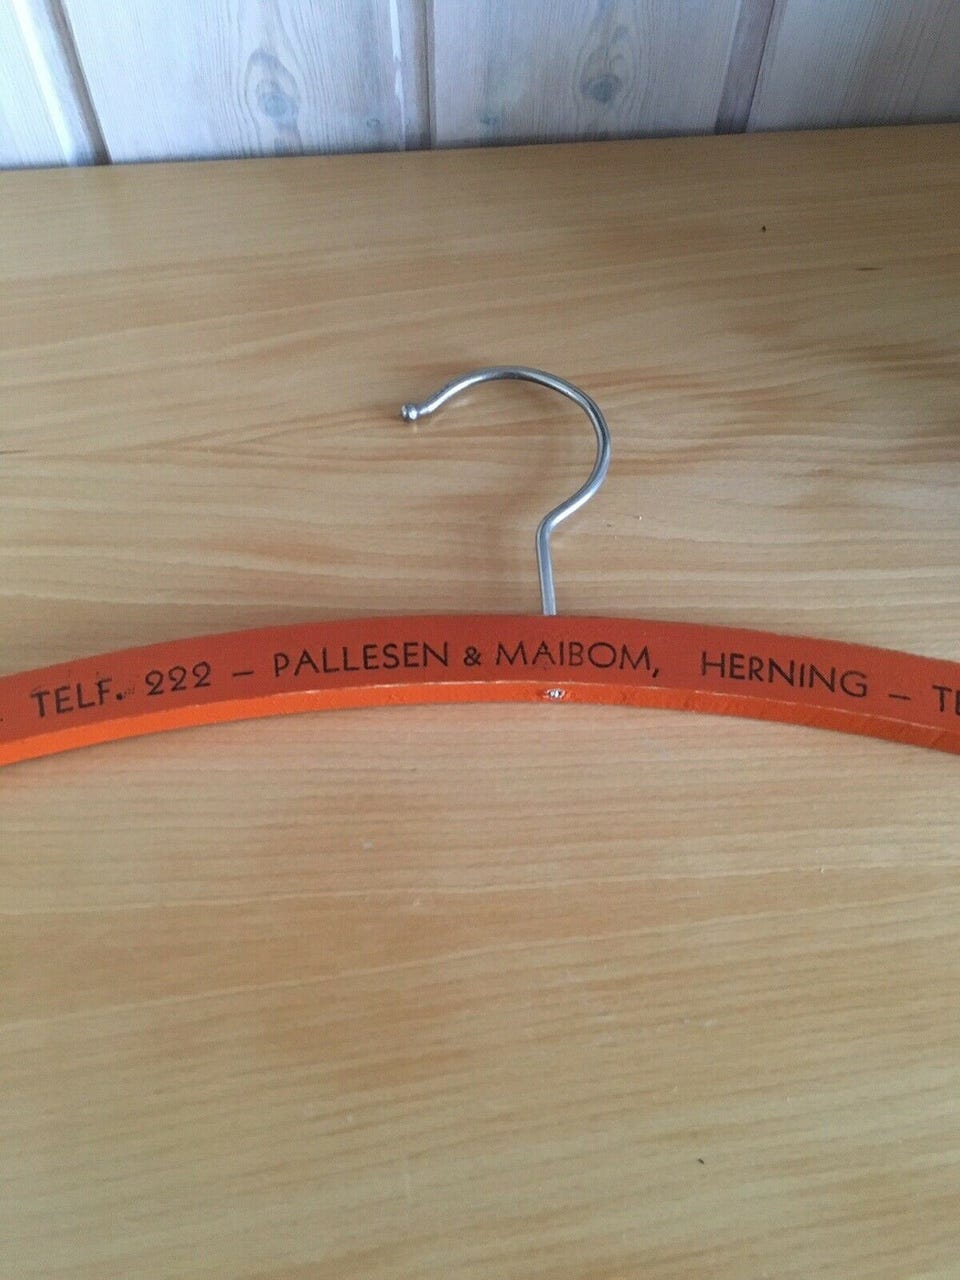 TELF. 222 – PALLESEN & MAIBOM, HERNING –